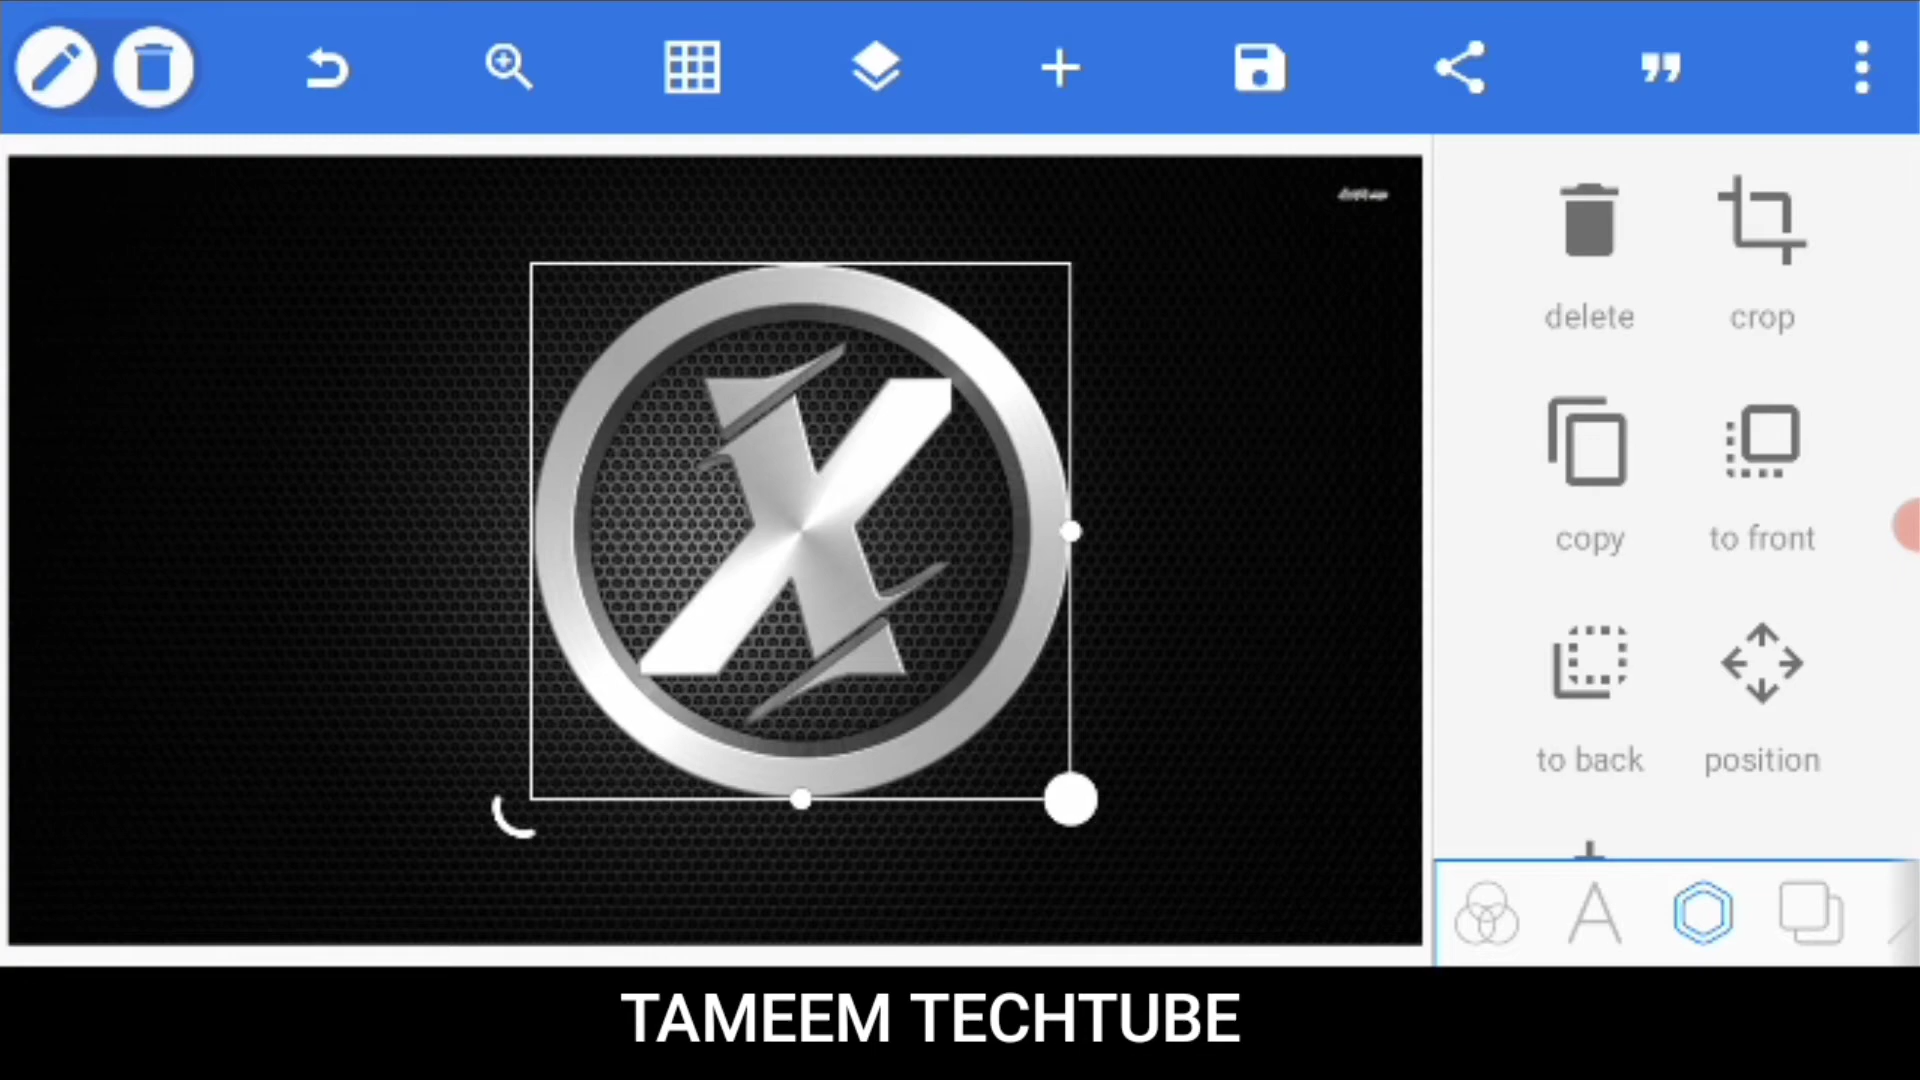 delete
crop
copy
to front
to back
position
X
TAMEEM TECHTUBE